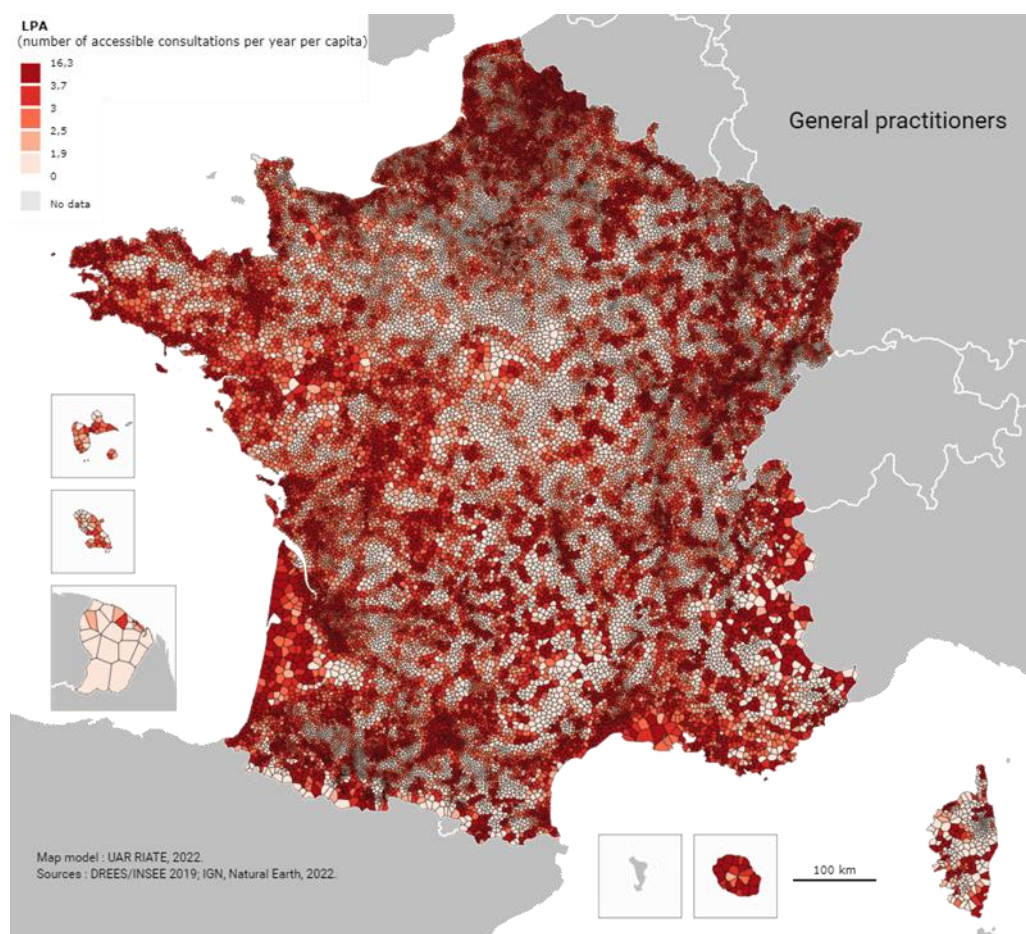 LPA
(number of accessible consultations per year per capita)
16,3
3,7
3
2,5
1,9
0
No data
General practitioners
Map model : UAR RIATE, 2022.
Sources : DREES/INSEE 2019; IGN, Natural Earth, 2022.
100 km